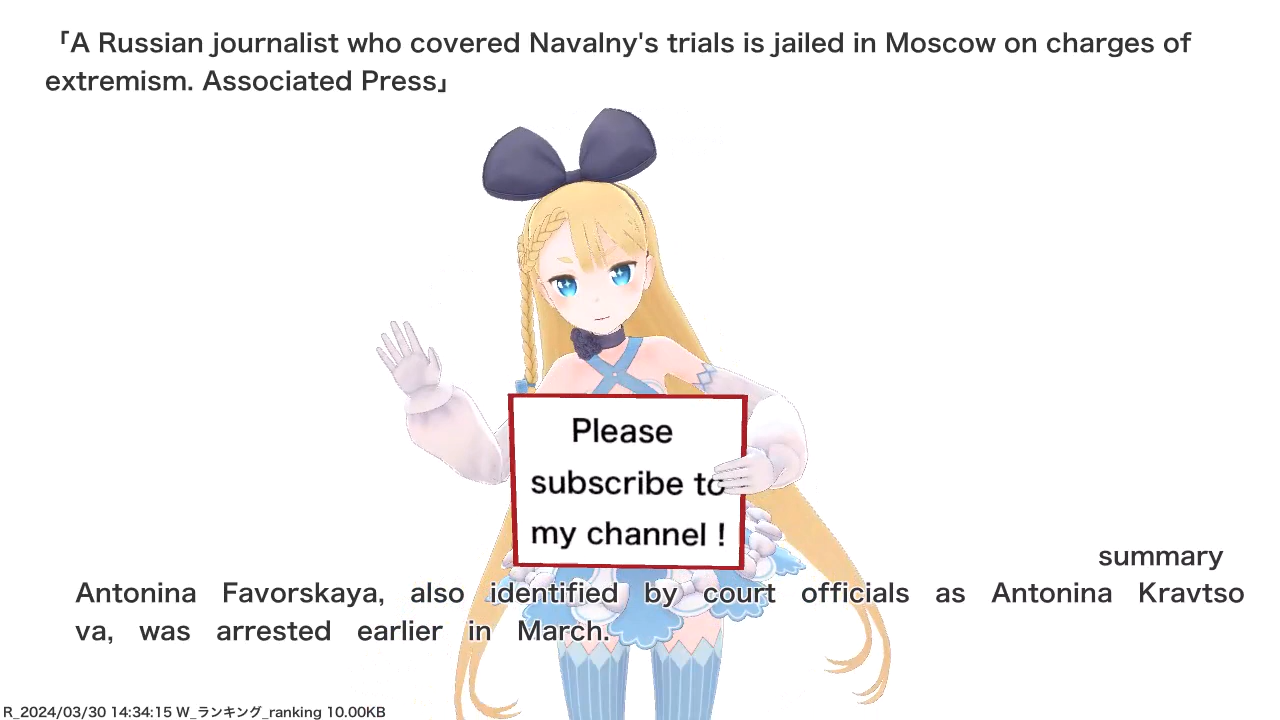 「A Russian journalist who covered Navalny's trials is jailed in Moscow on charges of
extremism. Associated Press」
Please
subscribe to
my channel !
summary
Antonina Favorskaya, also identified by court officials as Antonina Kravtso
va, was arrested earlier in March.
R_2024/03/30 14:34:15 W_ランキング_ranking 10.00KB